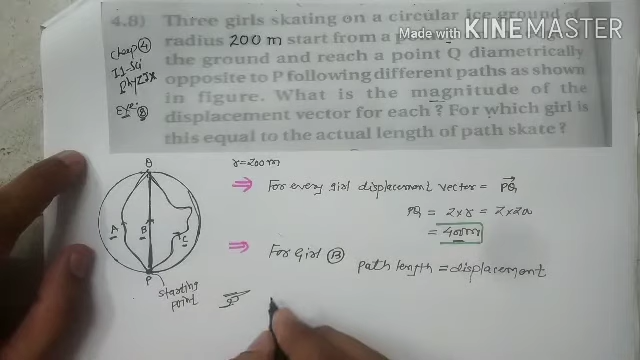 Made with KINEMASTER
4.8) Three girls skating on a circular ice ground of
radius 200 m start from a
the ground and reach a point Q diametrically
opposite to P following different paths as shown
in figure. What is the magnitude of the
displacement vector for each? For which girl is
this equal to the actual length of path skate?
Chap 4
11-Sci
PhyZIX
Exe: 8
r=200m
⇒ For every girl displacement vector = PQ
PQ = 2×r = 2×200
= 400m
⇒ For Girl B
path length = displacement
Q
A B C
P
starting
point